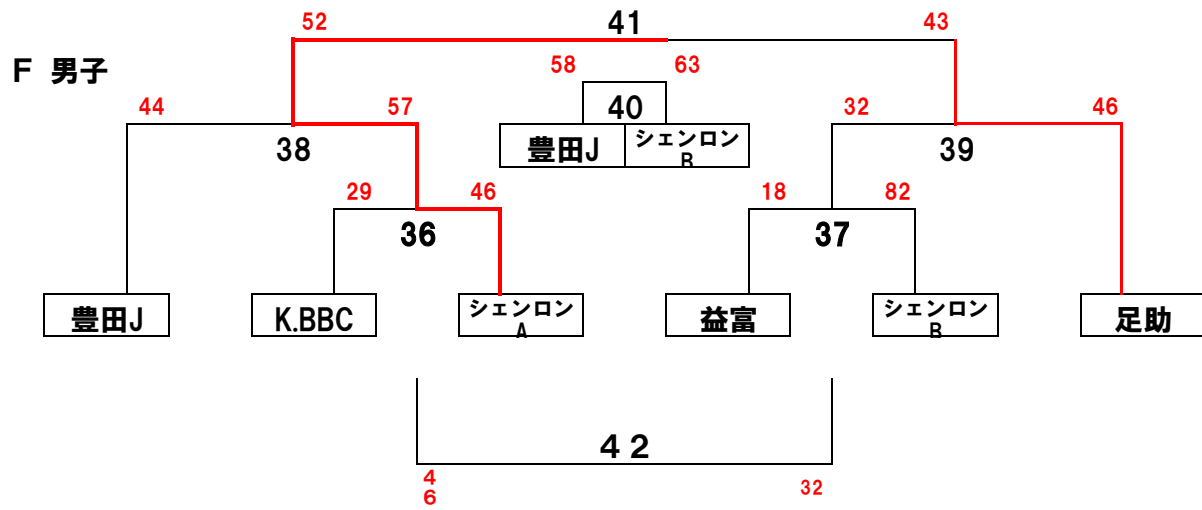 52 41 43
F 男子
58 63
44 57 40 32 46
38 豊田J シェンロン
B 39
29 46 18 82
36 37
豊田J K.BBC シェンロン
A 益富 シェンロン
B 足助
42
4
6 32